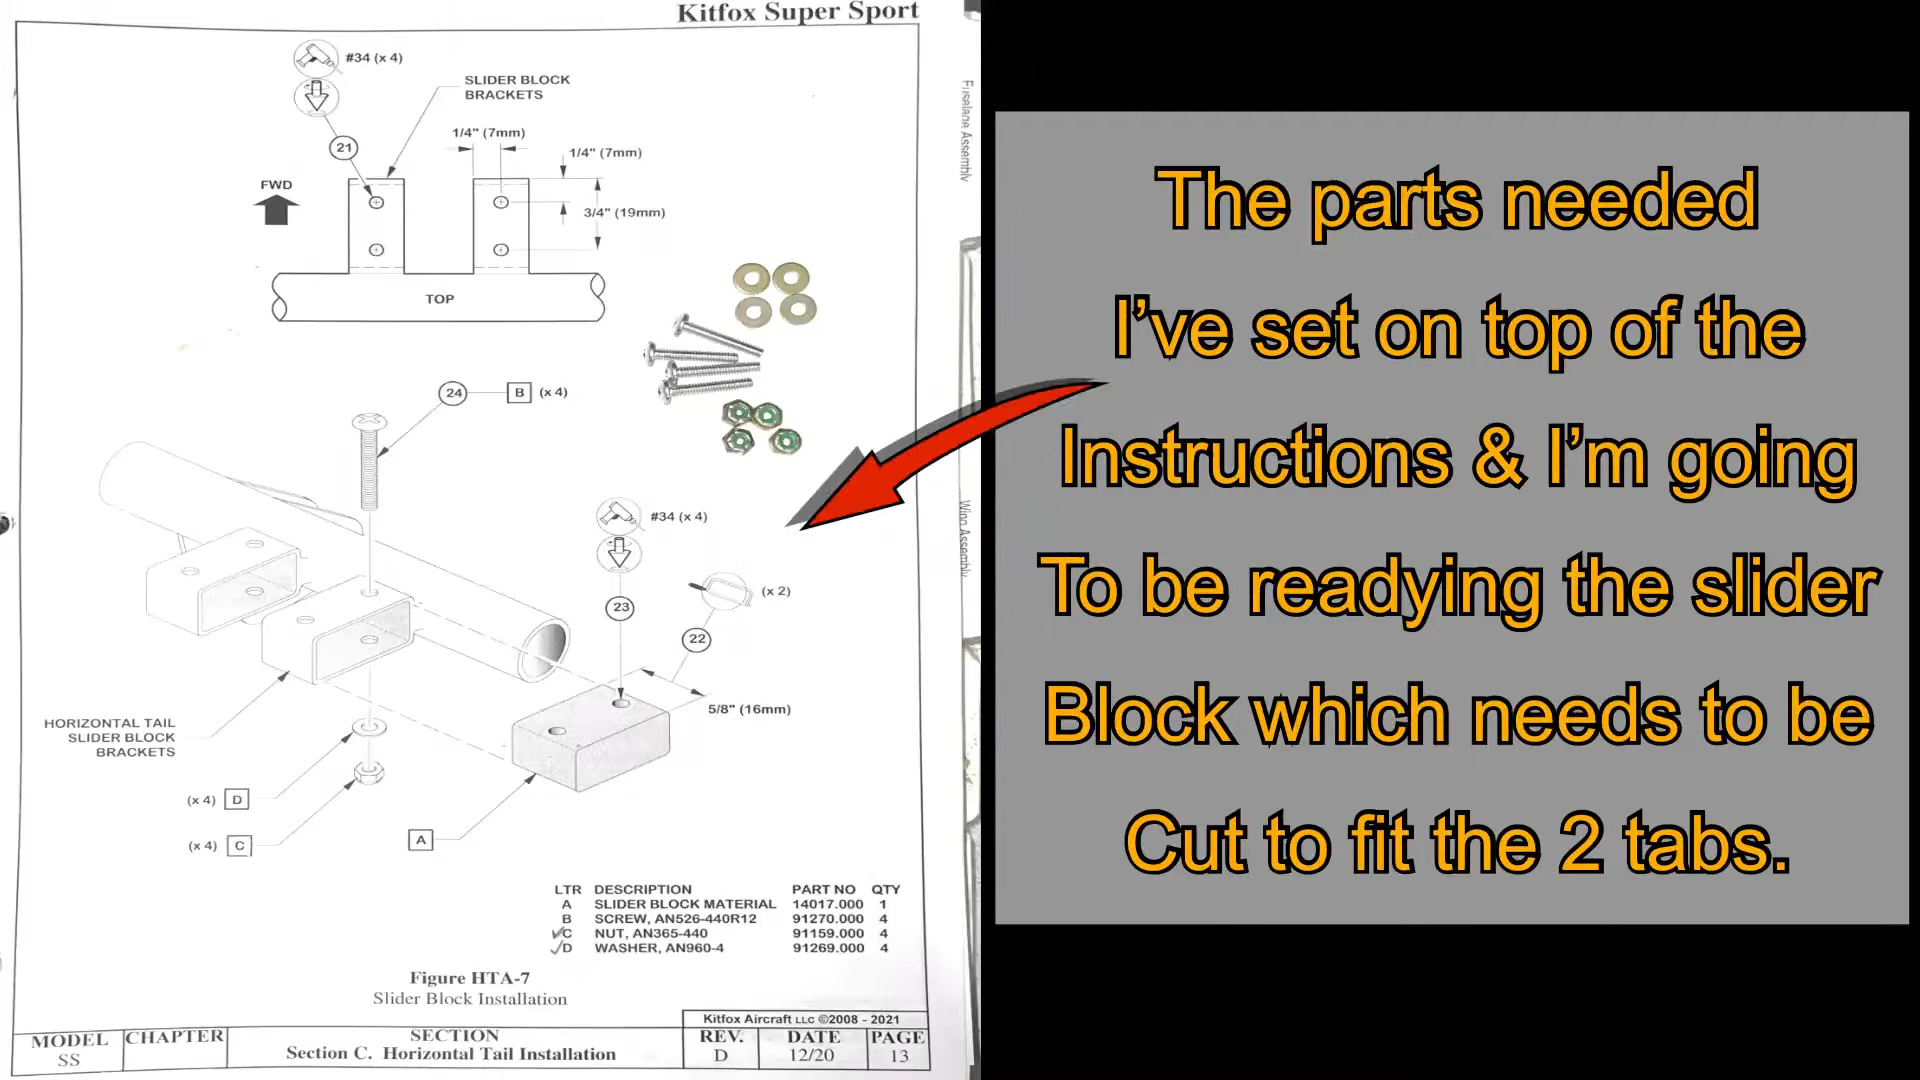 Kitfox Super Sport
#34 (x 4)
SLIDER BLOCK
BRACKETS
1/4" (7mm)
21
1/4" (7mm)
FWD
3/4" (19mm)
TOP
24
B
(x 4)
#34 (x 4)
23
(x 2)
22
5/8" (16mm)
HORIZONTAL TAIL
SLIDER BLOCK
BRACKETS
(x 4) D
(x 4) C
A
LTR DESCRIPTION PART NO QTY
A SLIDER BLOCK MATERIAL 14017.000 1
B SCREW, AN526-440R12 91270.000 4
C NUT, AN365-440 91159.000 4
D WASHER, AN960-4 91269.000 4
Figure HTA-7
Slider Block Installation
Kitfox Aircraft LLC ©2008 - 2021
MODEL CHAPTER SECTION REV. DATE PAGE
SS Section C. Horizontal Tail Installation D 12/20 13
Fuselage Assembly
Wing Assembly
The parts needed
I've set on top of the
Instructions & I'm going
To be readying the slider
Block which needs to be
Cut to fit the 2 tabs.